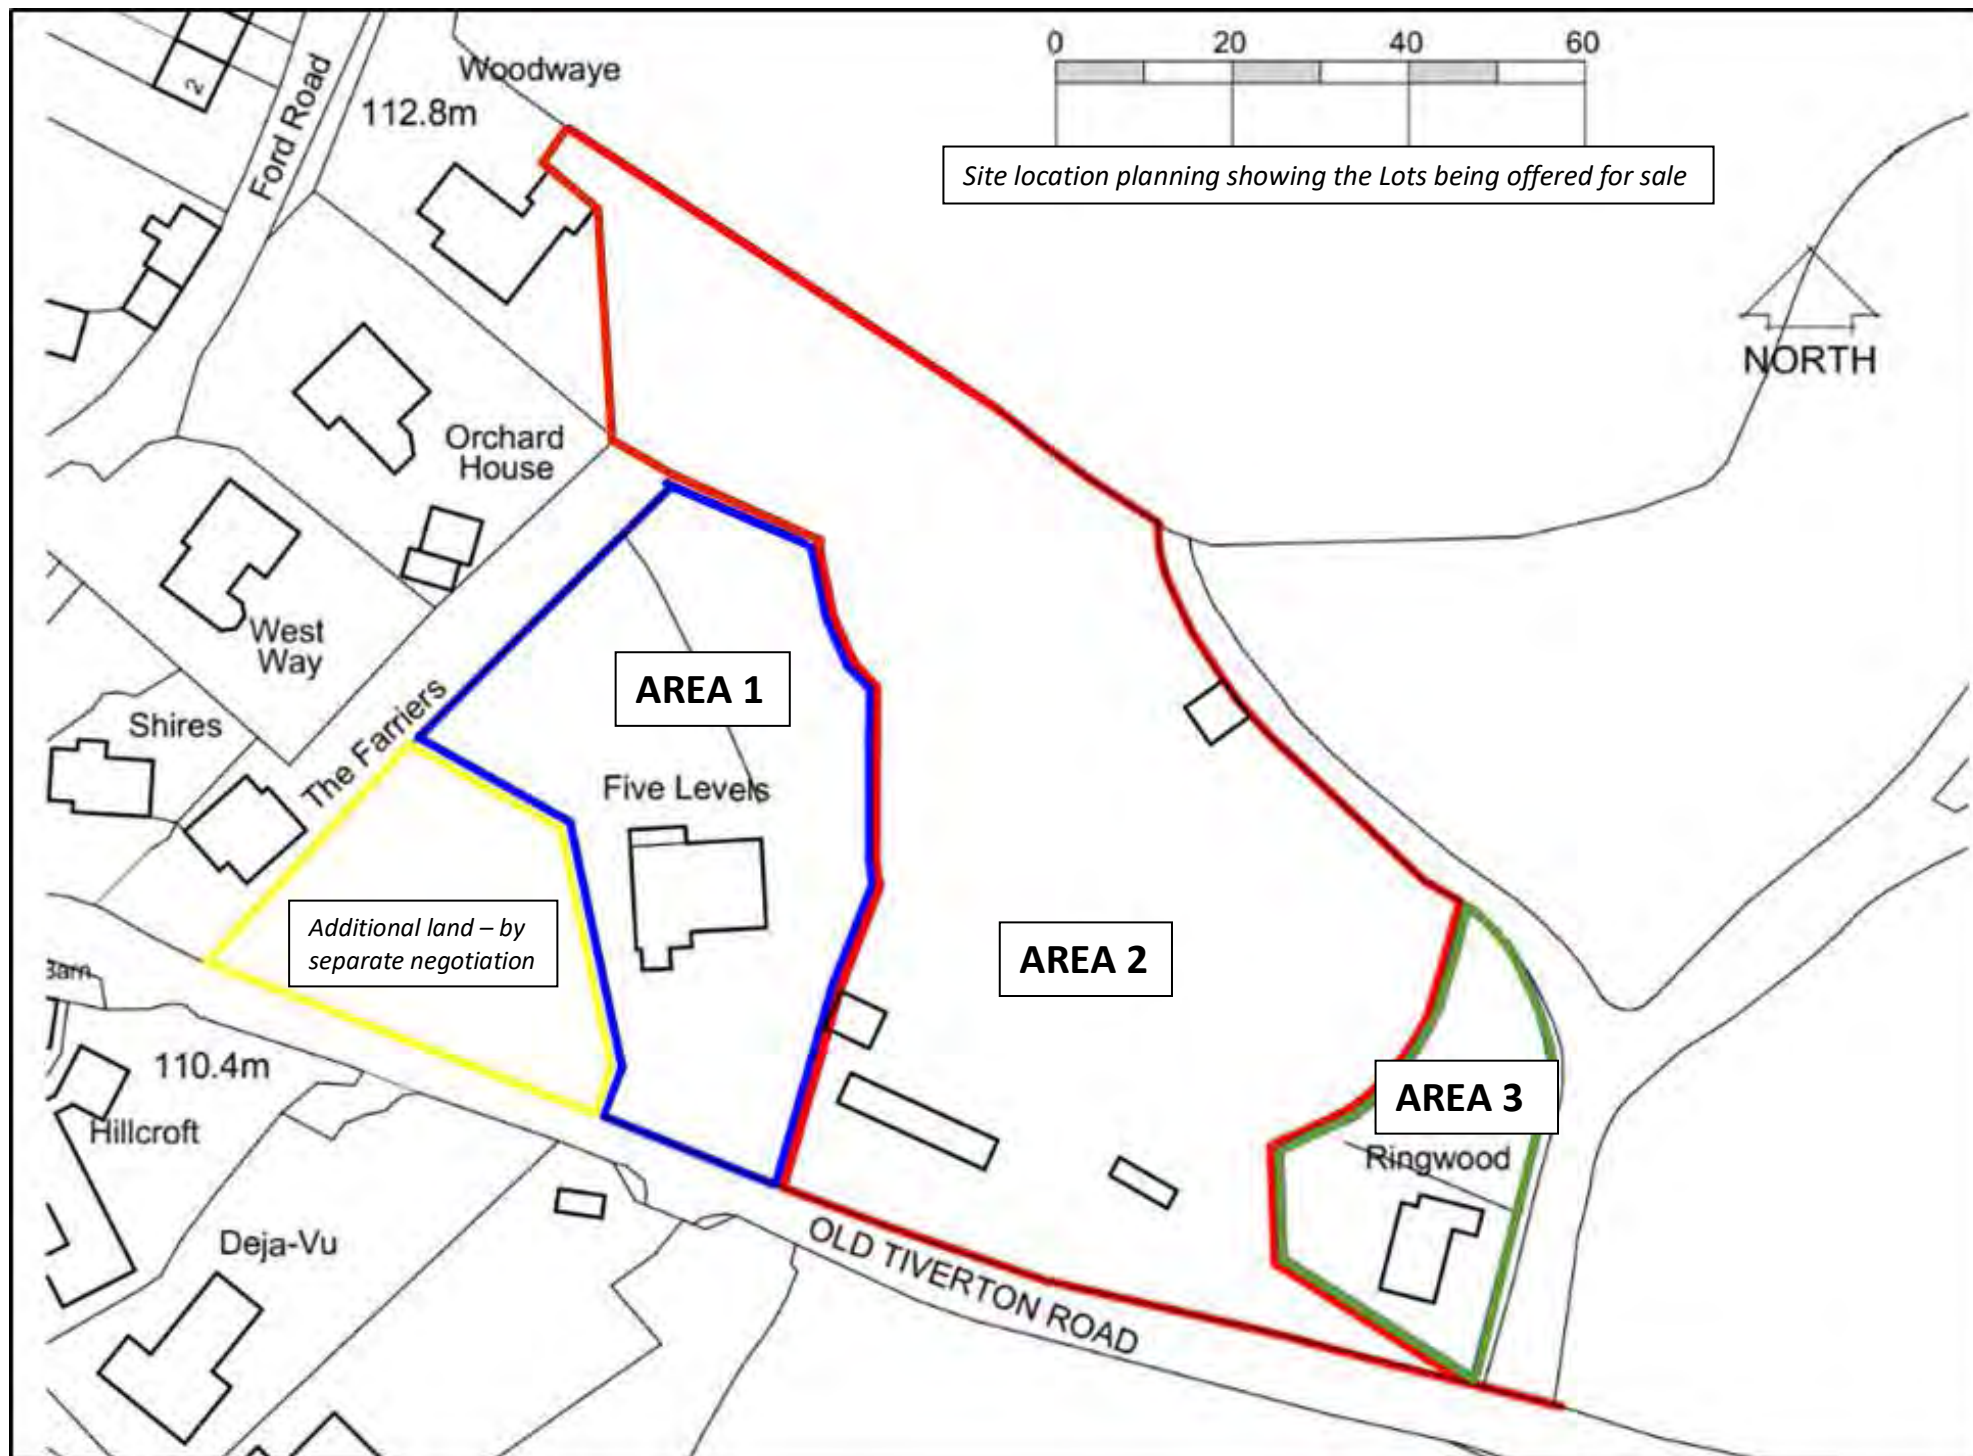 0 20 40 60
Woodwaye
2
112.8m
Ford Road
Site location planning showing the Lots being offered for sale
NORTH
Orchard
House
West
Way
AREA 1
The Farriers
Shires
Five Levels
Additional land – by
separate negotiation
AREA 2
Barn
110.4m
AREA 3
Hillcroft
Ringwood
Deja-Vu
OLD TIVERTON ROAD